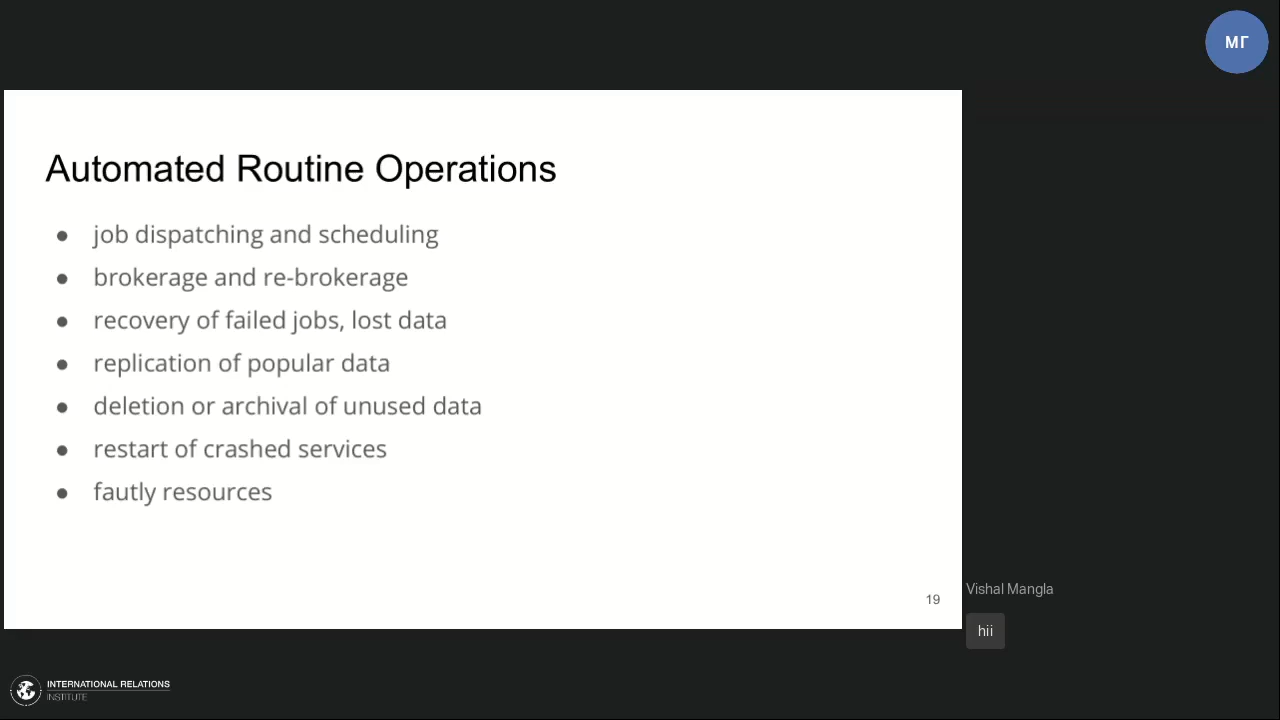 МГ
Automated Routine Operations
● job dispatching and scheduling
● brokerage and re-brokerage
● recovery of failed jobs, lost data
● replication of popular data
● deletion or archival of unused data
● restart of crashed services
● fautly resources
19
Vishal Mangla
hii
INTERNATIONAL RELATIONS
INSTITUTE